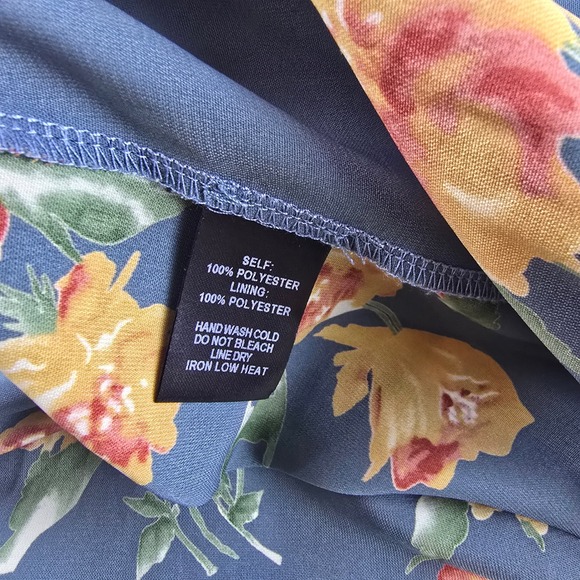 SELF:
100% POLYESTER
LINING:
100% POLYESTER
HAND WASH COLD
DO NOT BLEACH
LINE DRY
IRON LOW HEAT